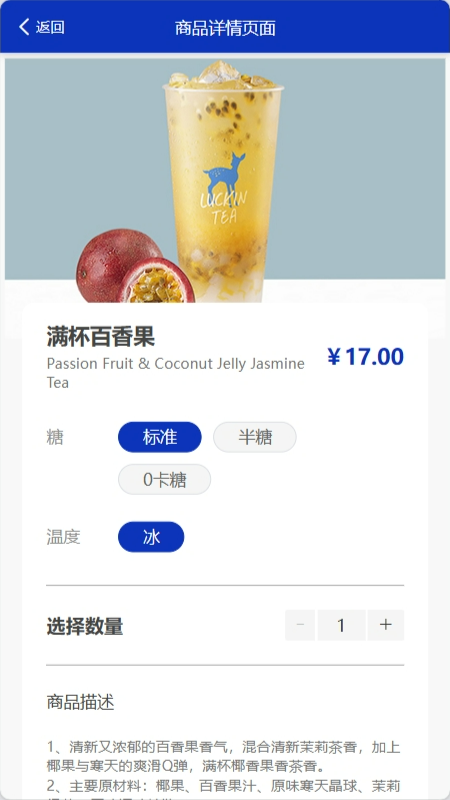 返回
商品详情页面
LUCKIN
TEA
满杯百香果
Passion Fruit & Coconut Jelly Jasmine
Tea
¥17.00
糖
标准
半糖
0卡糖
温度
冰
选择数量
－ 1 ＋
商品描述
1、清新又浓郁的百香果香气，混合清新茉莉茶香，加上
椰果与寒天的爽滑Q弹，满杯椰香果香茶香。
2、主要原材料：椰果、百香果汁、原味寒天晶球、茉莉